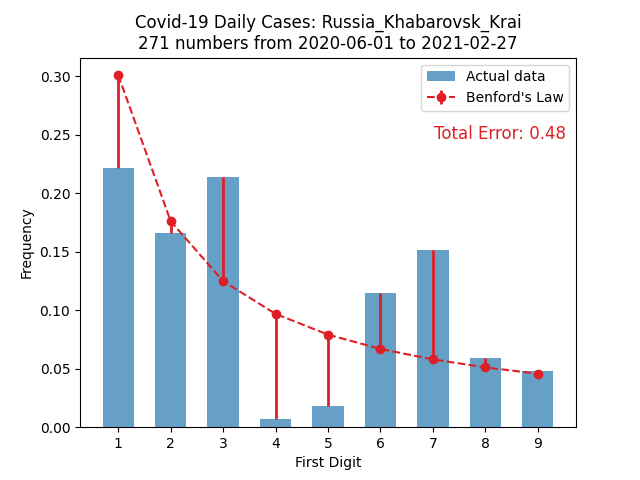 Covid-19 Daily Cases: Russia_Khabarovsk_Krai
271 numbers from 2020-06-01 to 2021-02-27
Actual data
Benford's Law
Total Error: 0.48
Frequency
0.30
0.25
0.20
0.15
0.10
0.05
0.00
1 2 3 4 5 6 7 8 9
First Digit